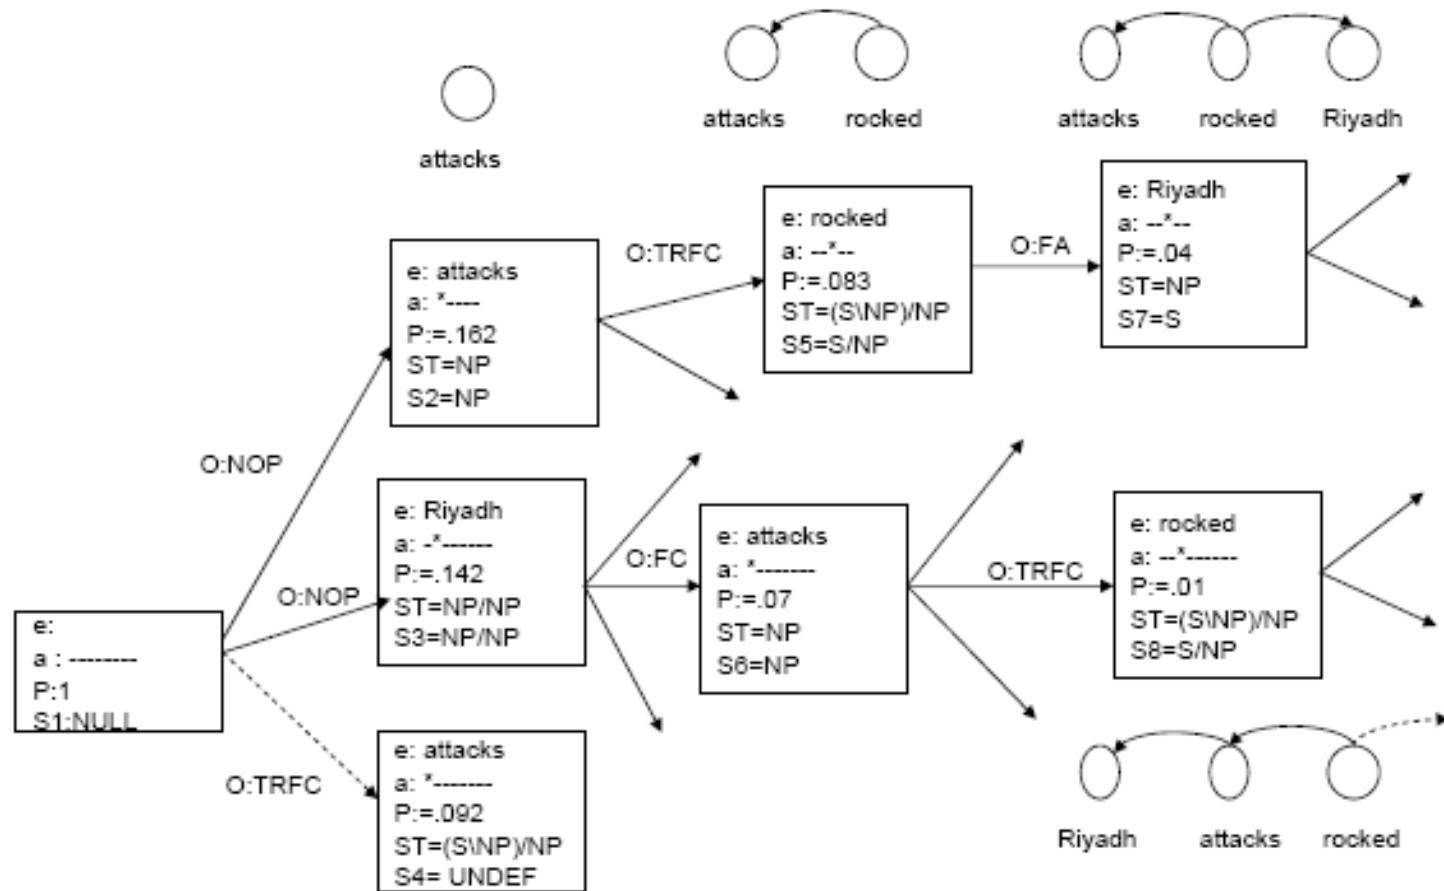 attacks
attacks rocked
attacks rocked Riyadh
e: attacks
a: *----
P:=.162
ST=NP
S2=NP
O:TRFC
e: rocked
a: --*--
P:=.083
ST=(S\NP)/NP
S5=S/NP
O:FA
e: Riyadh
a: --*--
P:=.04
ST=NP
S7=S
O:NOP
O:NOP
O:TRFC
e:
a : --------
P:1
S1:NULL
e: Riyadh
a: -*------
P:=.142
ST=NP/NP
S3=NP/NP
O:FC
e: attacks
a: *-------
P:=.07
ST=NP
S6=NP
O:TRFC
e: rocked
a: --*------
P:=.01
ST=(S\NP)/NP
S8=S/NP
e: attacks
a: *-------
P:=.092
ST=(S\NP)/NP
S4= UNDEF
Riyadh attacks rocked